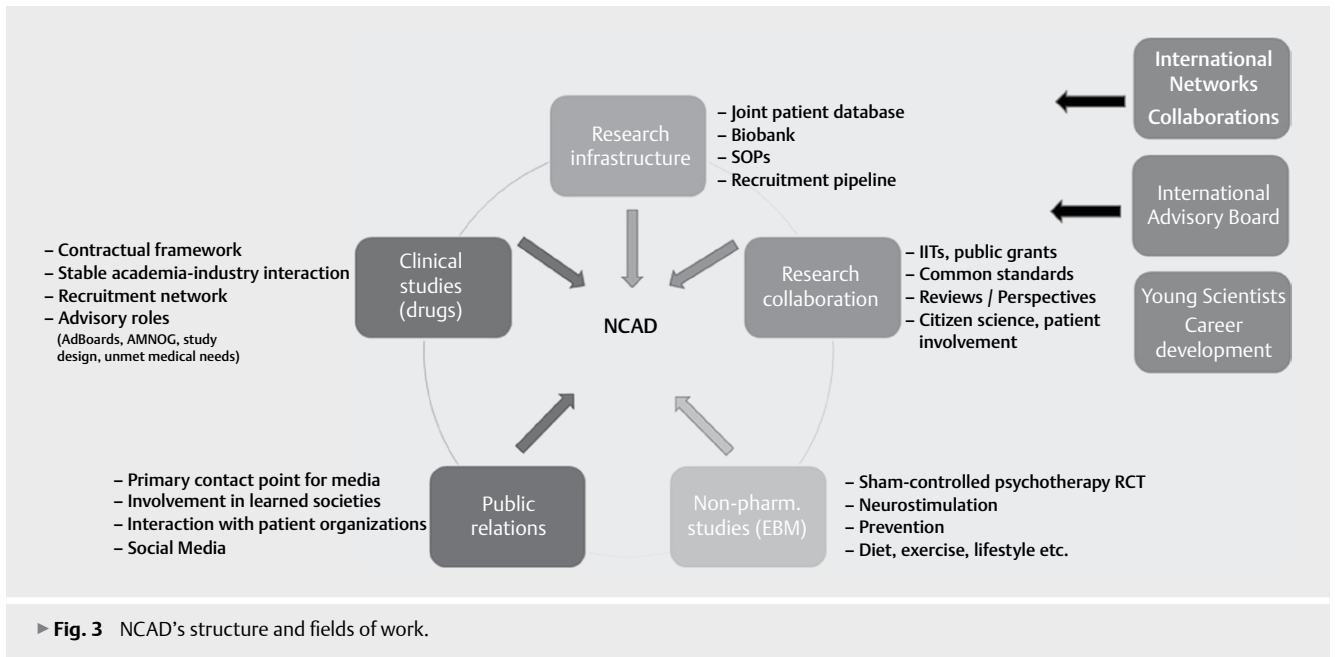 International
Networks
Collaborations
Research
infrastructure
– Joint patient database
– Biobank
– SOPs
– Recruitment pipeline
International
Advisory Board
– Contractual framework
– Stable academia-industry interaction
– Recruitment network
– Advisory roles
(AdBoards, AMNOG, study
design, unmet medical needs)
Clinical
studies
(drugs)
NCAD
Research
collaboration
– IITs, public grants
– Common standards
– Reviews / Perspectives
– Citizen science, patient
involvement
Young Scientists
Career
development
– Primary contact point for media
– Involvement in learned societies
– Interaction with patient organizations
– Social Media
Public
relations
Non-pharm.
studies (EBM)
– Sham-controlled psychotherapy RCT
– Neurostimulation
– Prevention
– Diet, exercise, lifestyle etc.
▶ Fig. 3 NCAD's structure and fields of work.